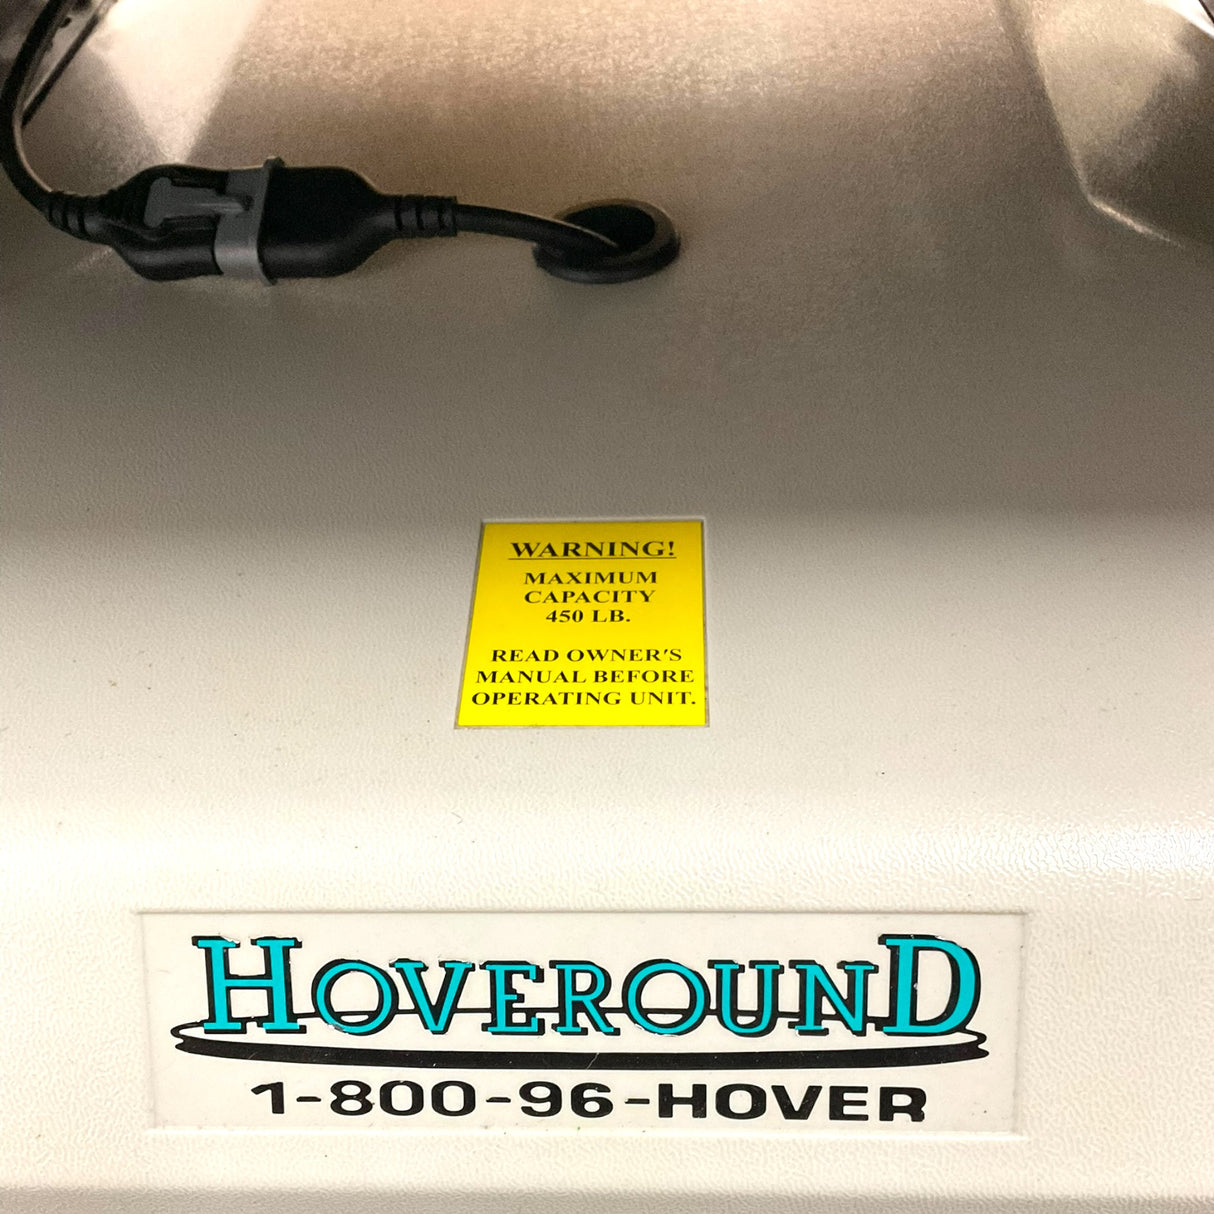 WARNING!
MAXIMUM
CAPACITY
450 LB.
READ OWNER'S
MANUAL BEFORE
OPERATING UNIT.
HOVEROUND
1-800-96-HOVER